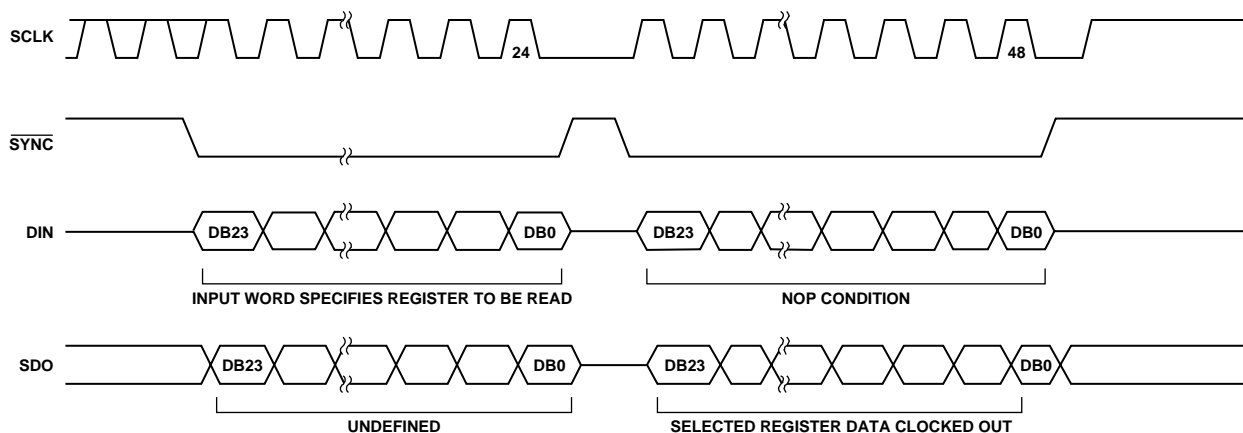 SCLK
24
48
SYNC
DIN
DB23
DB0
DB23
DB0
INPUT WORD SPECIFIES REGISTER TO BE READ
NOP CONDITION
SDO
DB23
DB0
DB23
DB0
UNDEFINED
SELECTED REGISTER DATA CLOCKED OUT